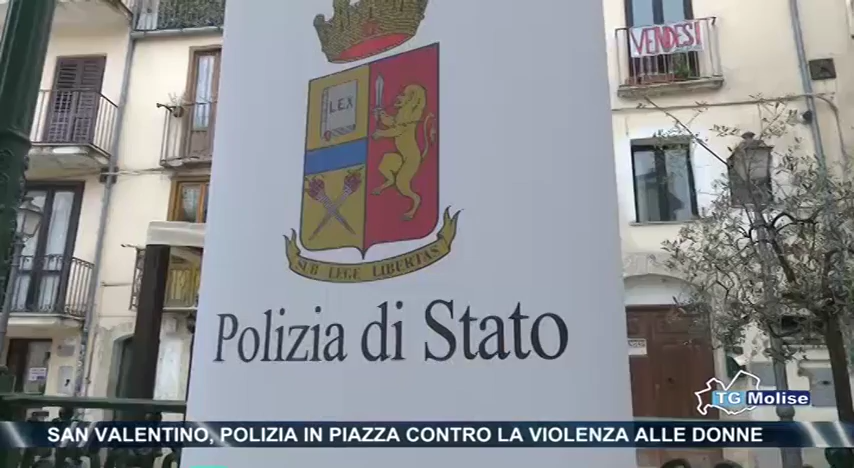 VENDESI
LEX
SUB LEGE LIBERTAS
Polizia di Stato
TG Molise
SAN VALENTINO, POLIZIA IN PIAZZA CONTRO LA VIOLENZA ALLE DONNE